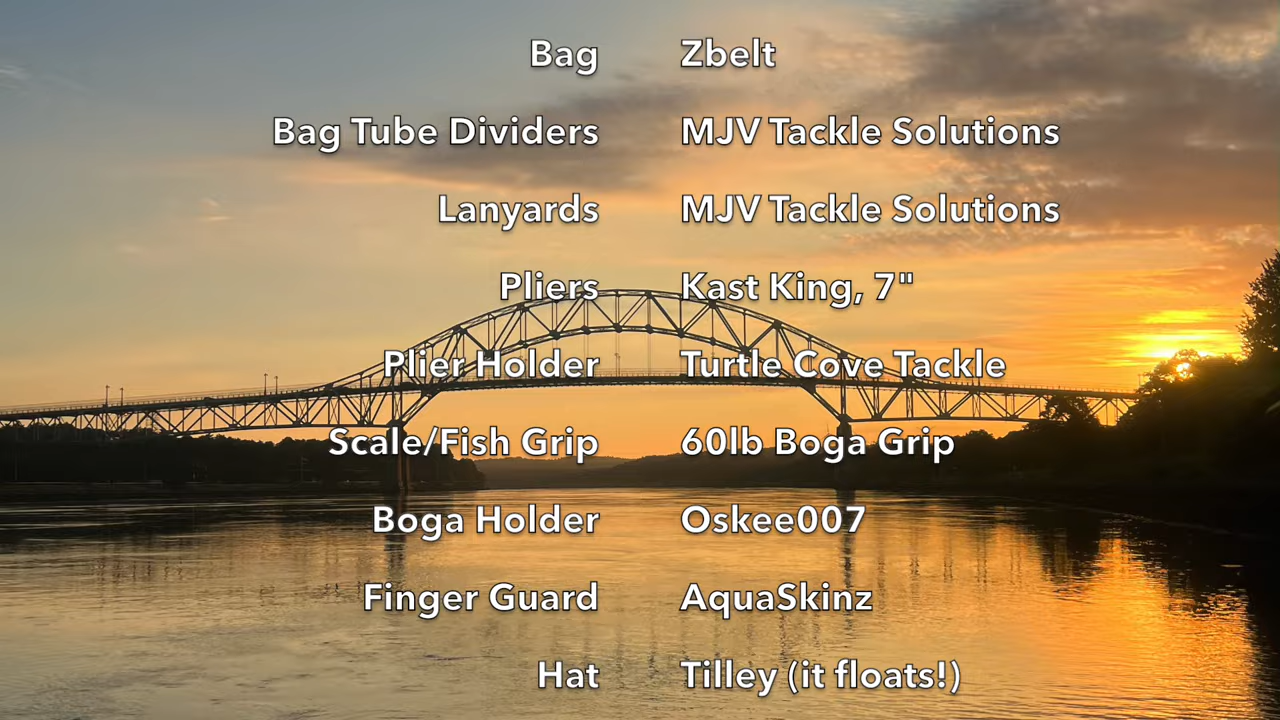 Bag Zbelt
Bag Tube Dividers MJV Tackle Solutions
Lanyards MJV Tackle Solutions
Pliers Kast King, 7"
Plier Holder Turtle Cove Tackle
Scale/Fish Grip 60lb Boga Grip
Boga Holder Oskee007
Finger Guard AquaSkinz
Hat Tilley (it floats!)